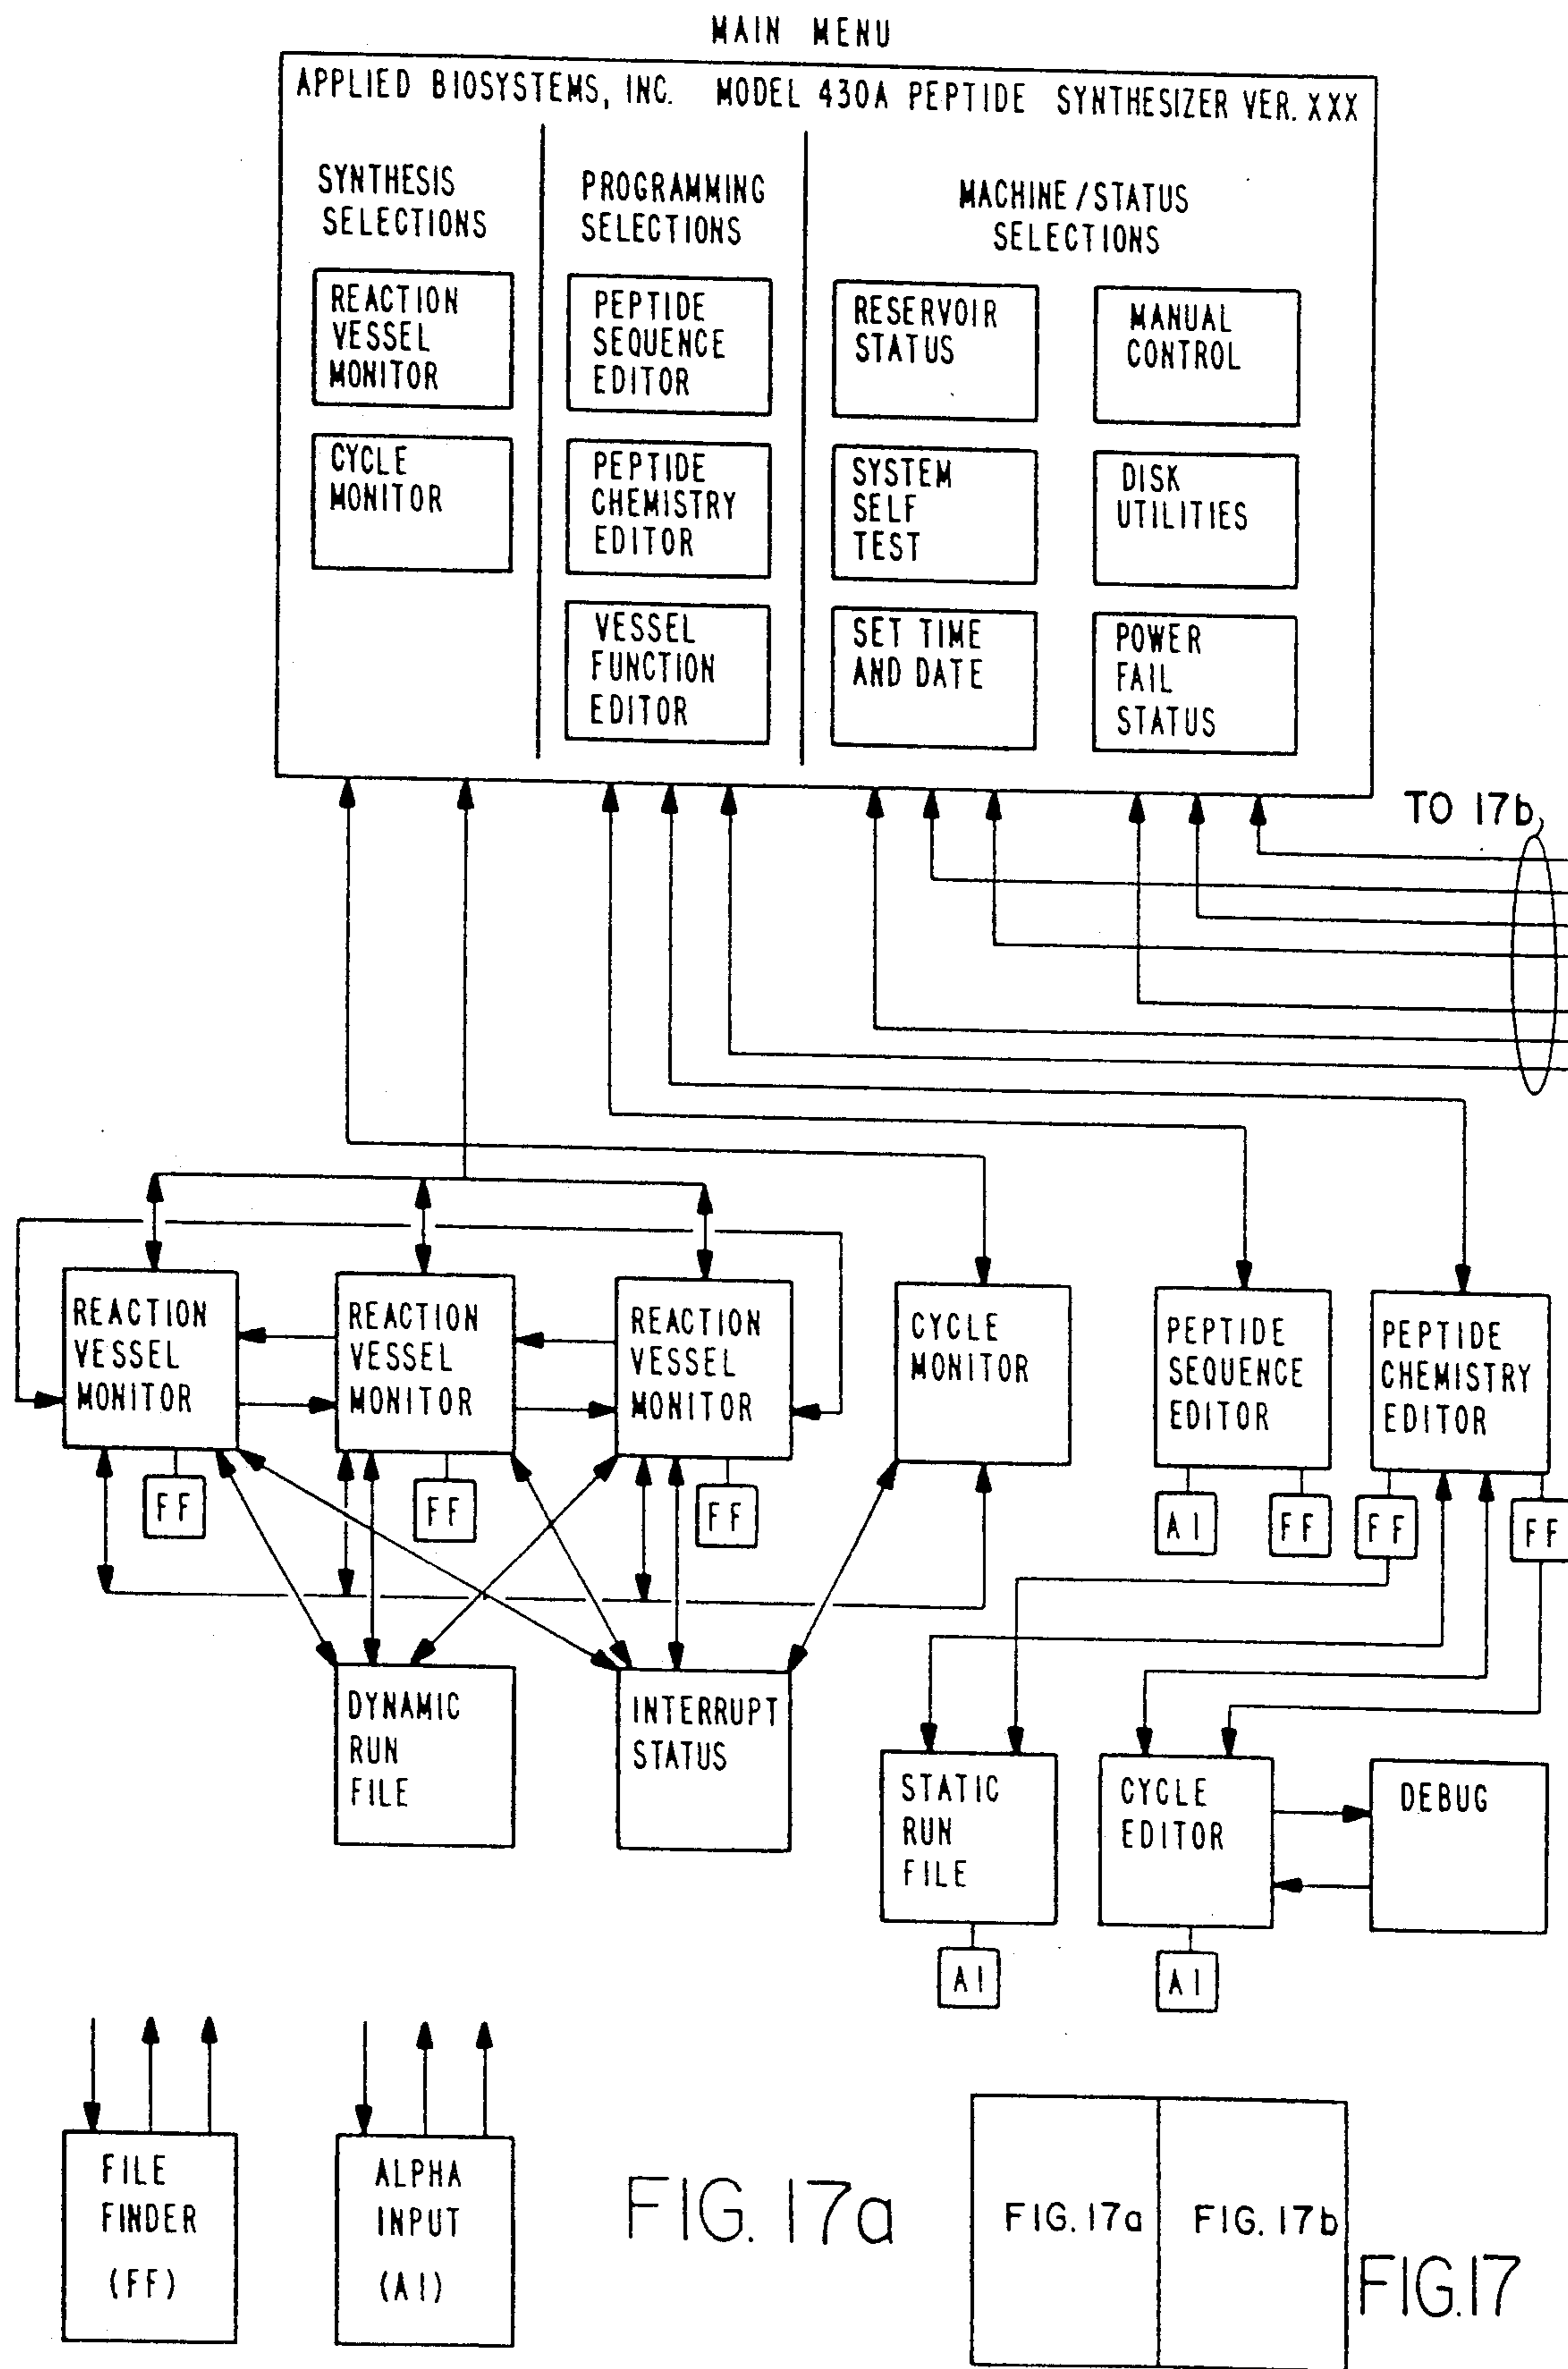 MAIN MENU
APPLIED BIOSYSTEMS, INC. MODEL 430A PEPTIDE SYNTHESIZER VER. XXX
SYNTHESIS
SELECTIONS
REACTION
VESSEL
MONITOR
CYCLE
MONITOR
PROGRAMMING
SELECTIONS
PEPTIDE
SEQUENCE
EDITOR
PEPTIDE
CHEMISTRY
EDITOR
VESSEL
FUNCTION
EDITOR
MACHINE/STATUS
SELECTIONS
RESERVOIR
STATUS
MANUAL
CONTROL
SYSTEM
SELF
TEST
DISK
UTILITIES
SET TIME
AND DATE
POWER
FAIL
STATUS
TO 17b
REACTION
VESSEL
MONITOR
REACTION
VESSEL
MONITOR
REACTION
VESSEL
MONITOR
CYCLE
MONITOR
PEPTIDE
SEQUENCE
EDITOR
PEPTIDE
CHEMISTRY
EDITOR
FF
FF
FF
AI
FF
FF
FF
DYNAMIC
RUN
FILE
INTERRUPT
STATUS
STATIC
RUN
FILE
CYCLE
EDITOR
DEBUG
AI
AI
FILE
FINDER
(FF)
ALPHA
INPUT
(AI)
FIG. 17a
FIG. 17a
FIG. 17b
FIG.17